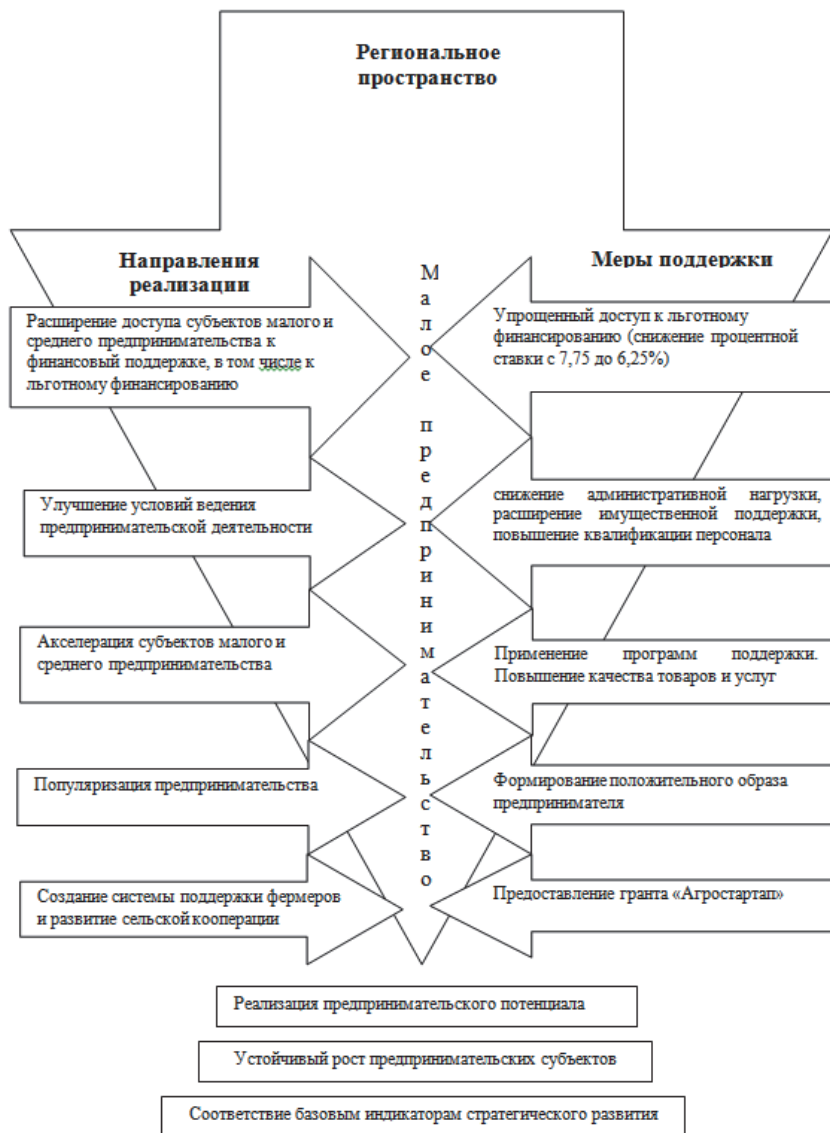 Региональное
пространство
Направления
реализации
Расширение доступа субъектов малого и
среднего предпринимательства к
финансовый поддержке, в том числе к
льготному финансированию
Улучшение условий ведения
предпринимательской деятельности
Акселерация субъектов малого и
среднего предпринимательства
Популяризация предпринимательства
Создание системы поддержки фермеров
и развитие сельской кооперации
Малое предпринимательство
Меры поддержки
Упрощенный доступ к льготному
финансированию (снижение процентной
ставки с 7,75 до 6,25%)
снижение административной нагрузки,
расширение имущественной поддержки,
повышение квалификации персонала
Применение программ поддержки.
Повышение качества товаров и услуг
Формирование положительного образа
предпринимателя
Предоставление гранта «Агростартап»
Реализация предпринимательского потенциала
Устойчивый рост предпринимательских субъектов
Соответствие базовым индикаторам стратегического развития